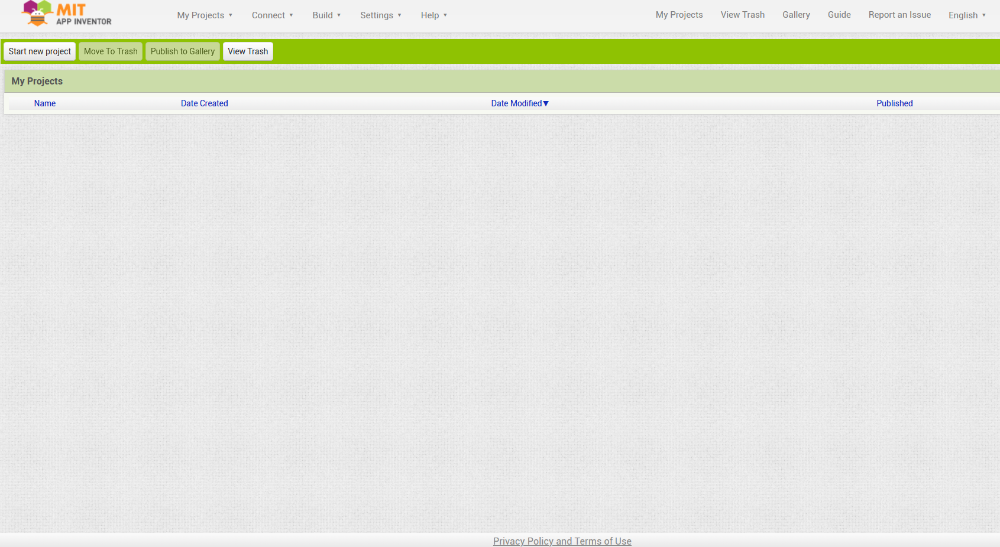 MIT
APP INVENTOR
My Projects ▼ Connect ▼ Build ▼ Settings ▼ Help ▼ My Projects View Trash Gallery Guide Report an Issue English ▼
Start new project Move To Trash Publish to Gallery View Trash
My Projects
Name Date Created Date Modified▼ Published
Privacy Policy and Terms of Use